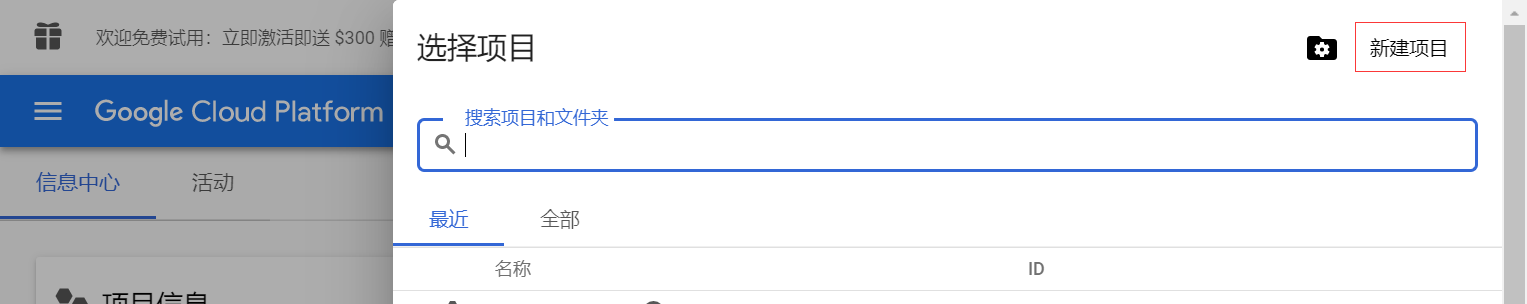 欢迎免费试用：立即激活即送 $300 赠
选择项目
新建项目
Google Cloud Platform
搜索项目和文件夹
信息中心
活动
最近
全部
名称
ID
项目信息